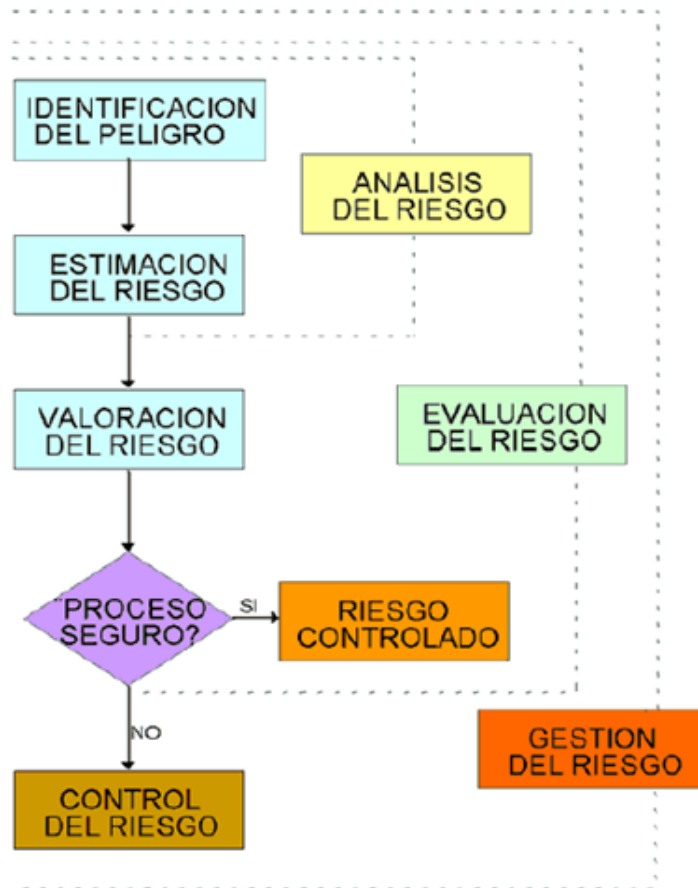 IDENTIFICACION
DEL PELIGRO
ANALISIS
DEL RIESGO
ESTIMACION
DEL RIESGO
VALORACION
DEL RIESGO
EVALUACION
DEL RIESGO
¿PROCESO
SEGURO?
SI
RIESGO
CONTROLADO
NO
GESTION
DEL RIESGO
CONTROL
DEL RIESGO